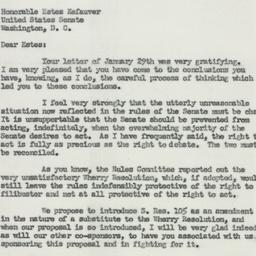 Honorable Estes Kefauver
United States Senate
Washington, D. C.
Dear Estes:
Your letter of January 29th was very gratifying.
I am very pleased that you have come to the conclusions you
have, knowing, as I do, the careful process of thinking which
led you to these conclusions.
I feel very strongly that the utterly unreasonable
situation now reflected in the rules of the Senate must be
It is unsupportable that the Senate should be prevented from
acting, indefinitely, when the overwhelming majority of the
Senate desires to act. As I have frequently said, the right t
act is fully as precious as the right to debate. The two must
be reconciled.
As you know, the Rules Committee reported out the
very unsatisfactory Wherry Resolution, which, if adopted, woul
still leave the rules indefensibly protective of the right to
filibuster and not at all protective of the right to act.
We propose to introduce S. Res. 105 as an amendment
in the nature of a substitute to the Wherry Resolution, and
when our proposal is so introduced, I will be very glad indeed
as will our other co-sponsors, to have you associated with us
sponsoring this proposal and in fighting for it.